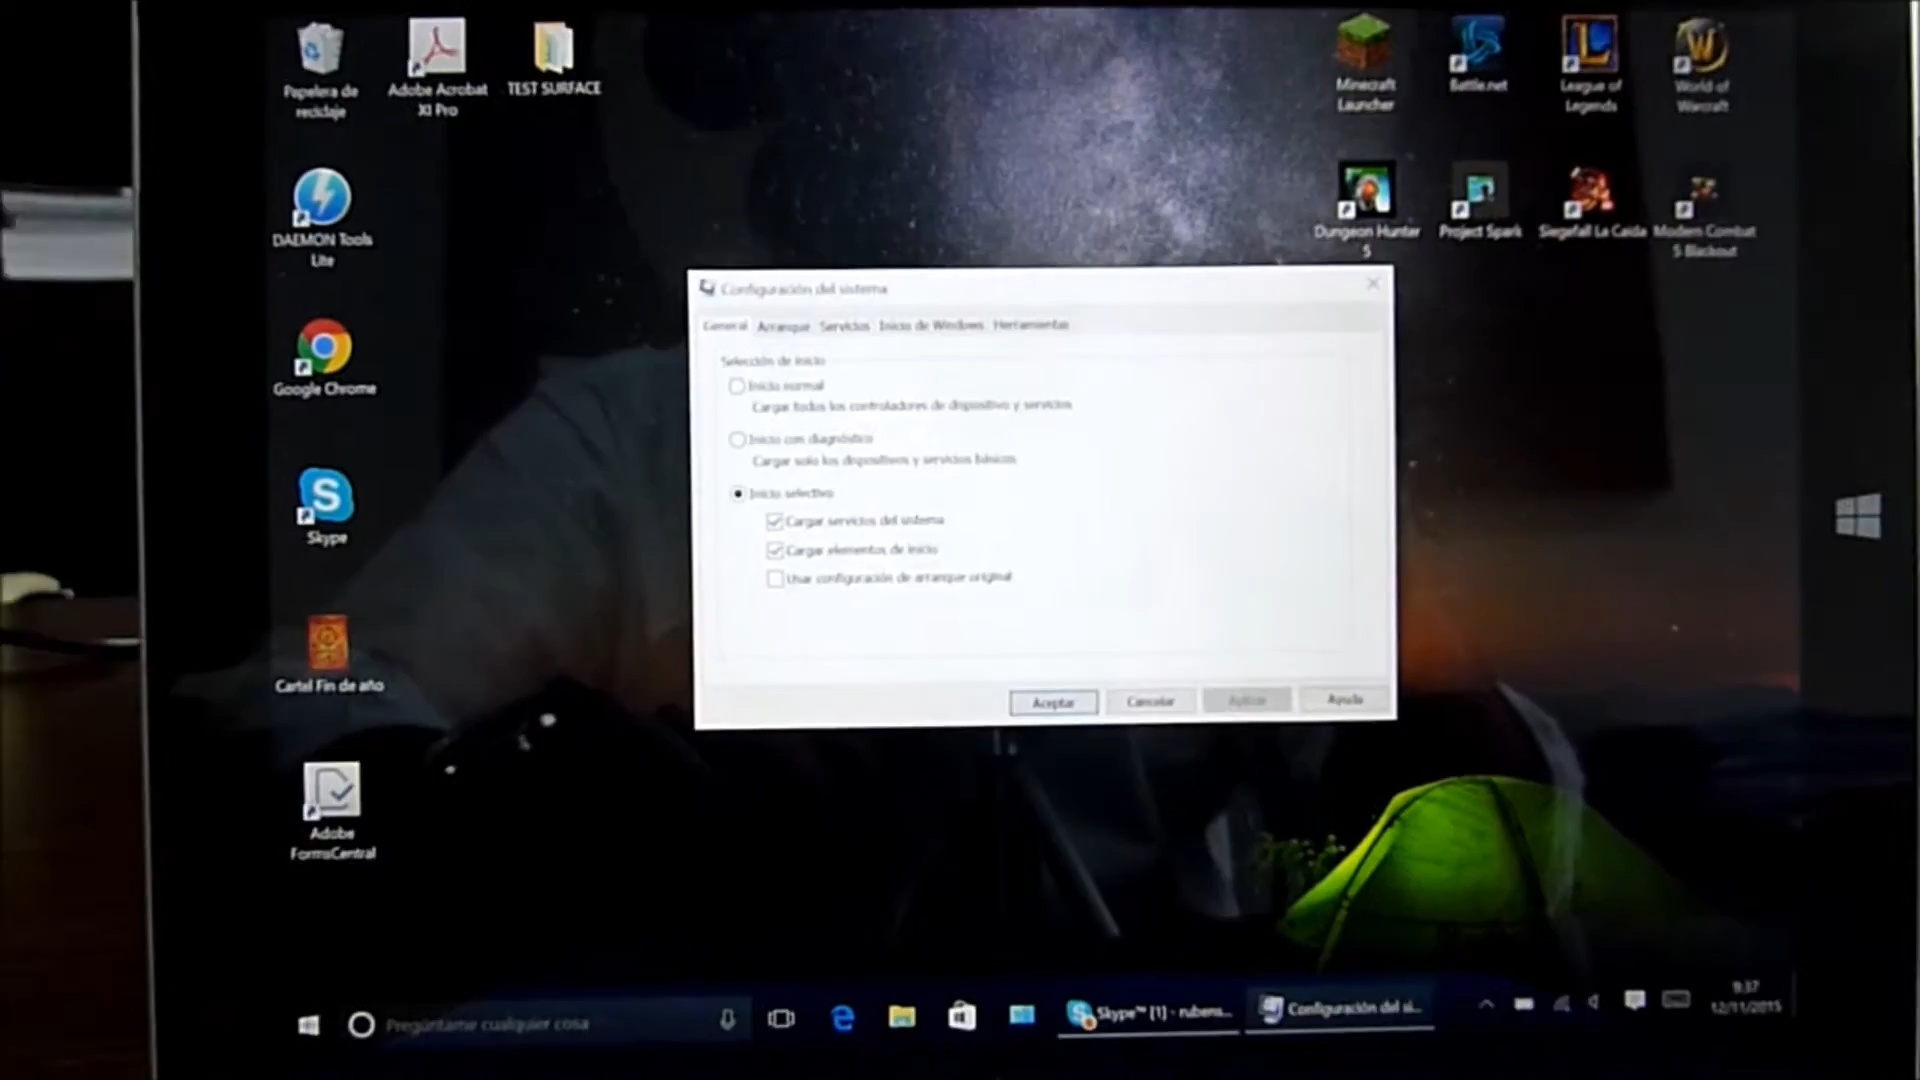 Papelera de
reciclaje
Adobe Acrobat
XI Pro
TEST SURFACE
Minecraft
Launcher
Battle.net
League of
Legends
World of
Warcraft
DAEMON Tools
Lite
Dungeon Hunter
5
Project Spark
Siegefall La Caída
Modern Combat
5 Blackout
Google Chrome
Skype
Cartel Fin de año
Adobe
FormsCentral
Configuración del sistema
General Arranque Servicios Inicio de Windows Herramientas
Selección de inicio
Inicio normal
Cargar todos los controladores de dispositivo y servicios
Inicio con diagnóstico
Cargar solo los dispositivos y servicios básicos
Inicio selectivo
Cargar servicios del sistema
Cargar elementos de inicio
Usar configuración de arranque original
Aceptar Cancelar Aplicar Ayuda
Pregúntame cualquier cosa
Skype™ [1] - rubens...
Configuración del si...
9:37
12/11/2015